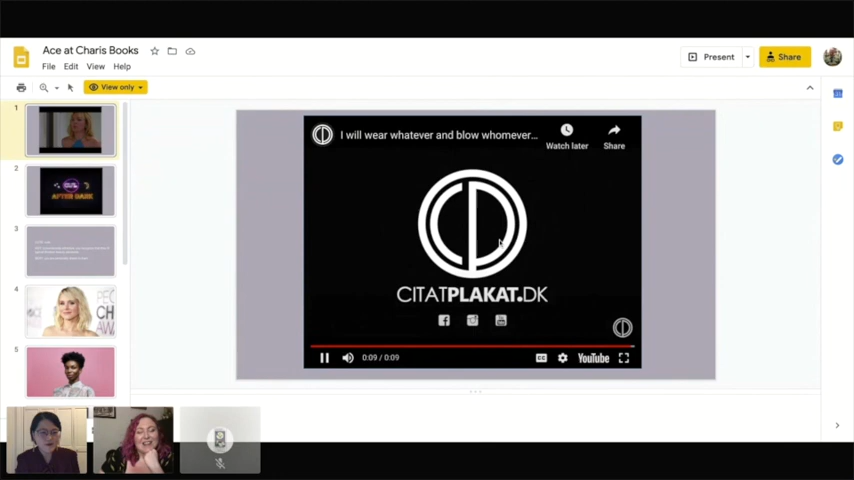 Ace at Charis Books
File Edit View Help
Present
Share
View only
1
I will wear whatever and blow whomever...
Watch later
Share
CITATPLAKAT.DK
0:09 / 0:09
CC
YouTube
2
AFTER DARK
3
4
5